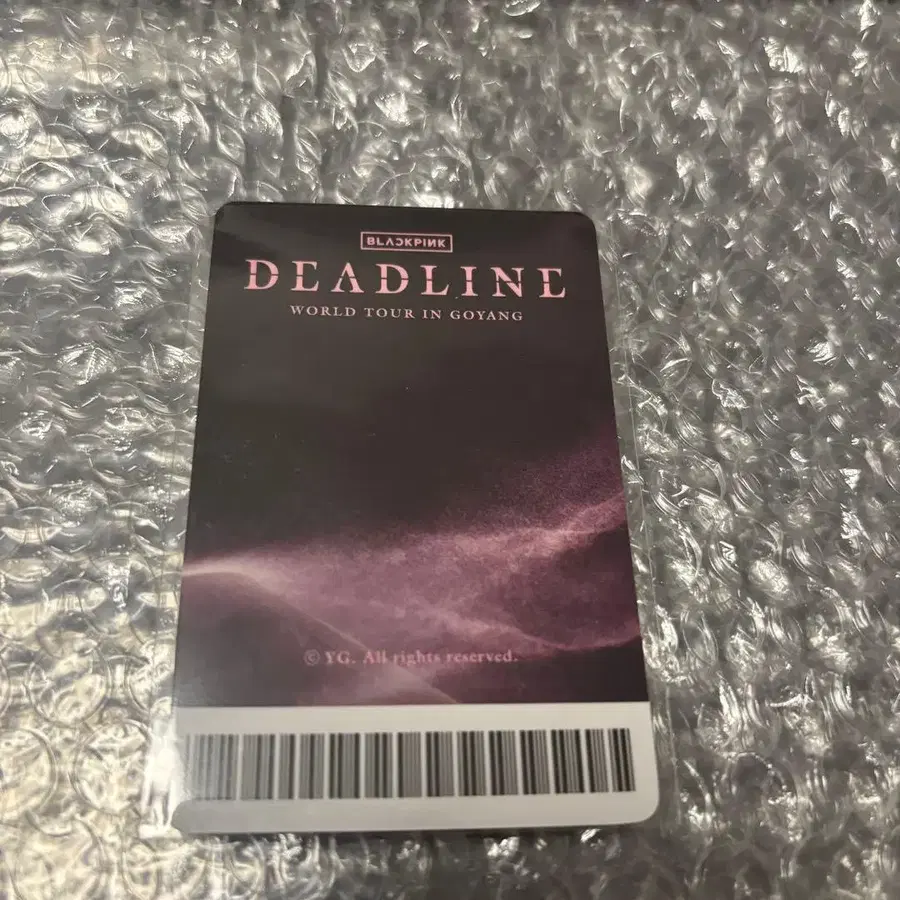 BLACKPINK
DEADLINE
WORLD TOUR IN GOYANG
© YG. All rights reserved.